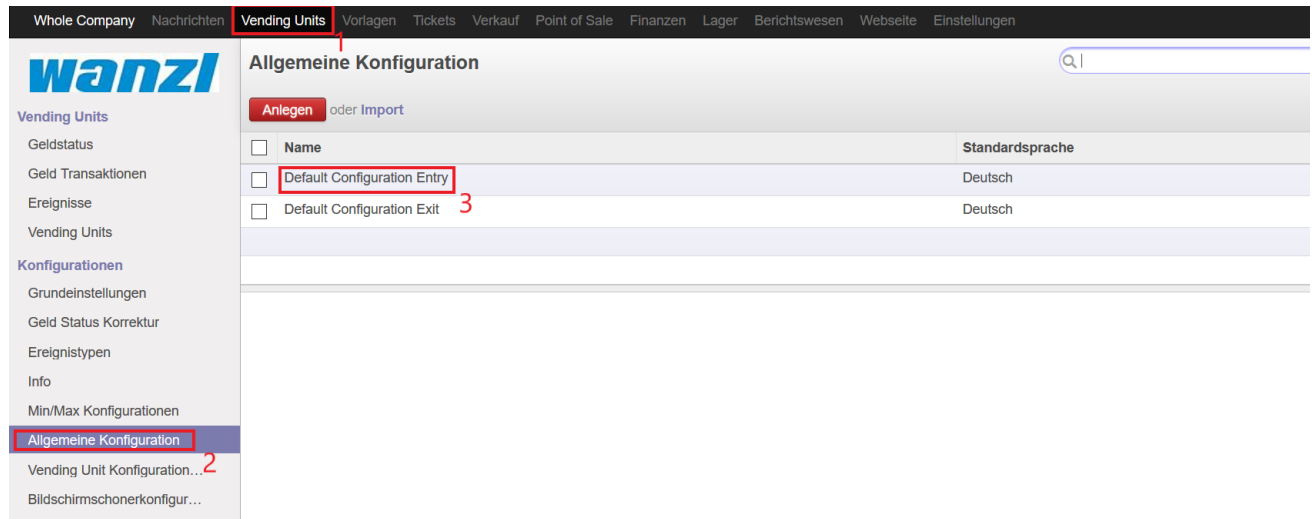 Whole Company Nachrichten Vending Units Vorlagen Tickets Verkauf Point of Sale Finanzen Lager Berichtswesen Webseite Einstellungen
1
wanzl
Vending Units
Geldstatus
Geld Transaktionen
Ereignisse
Vending Units
Konfigurationen
Grundeinstellungen
Geld Status Korrektur
Ereignistypen
Info
Min/Max Konfigurationen
Allgemeine Konfiguration
2
Vending Unit Konfiguration...
Bildschirmschonerkonfigur...
Allgemeine Konfiguration
Anlegen oder Import
Name Standardsprache
Default Configuration Entry Deutsch
3
Default Configuration Exit Deutsch